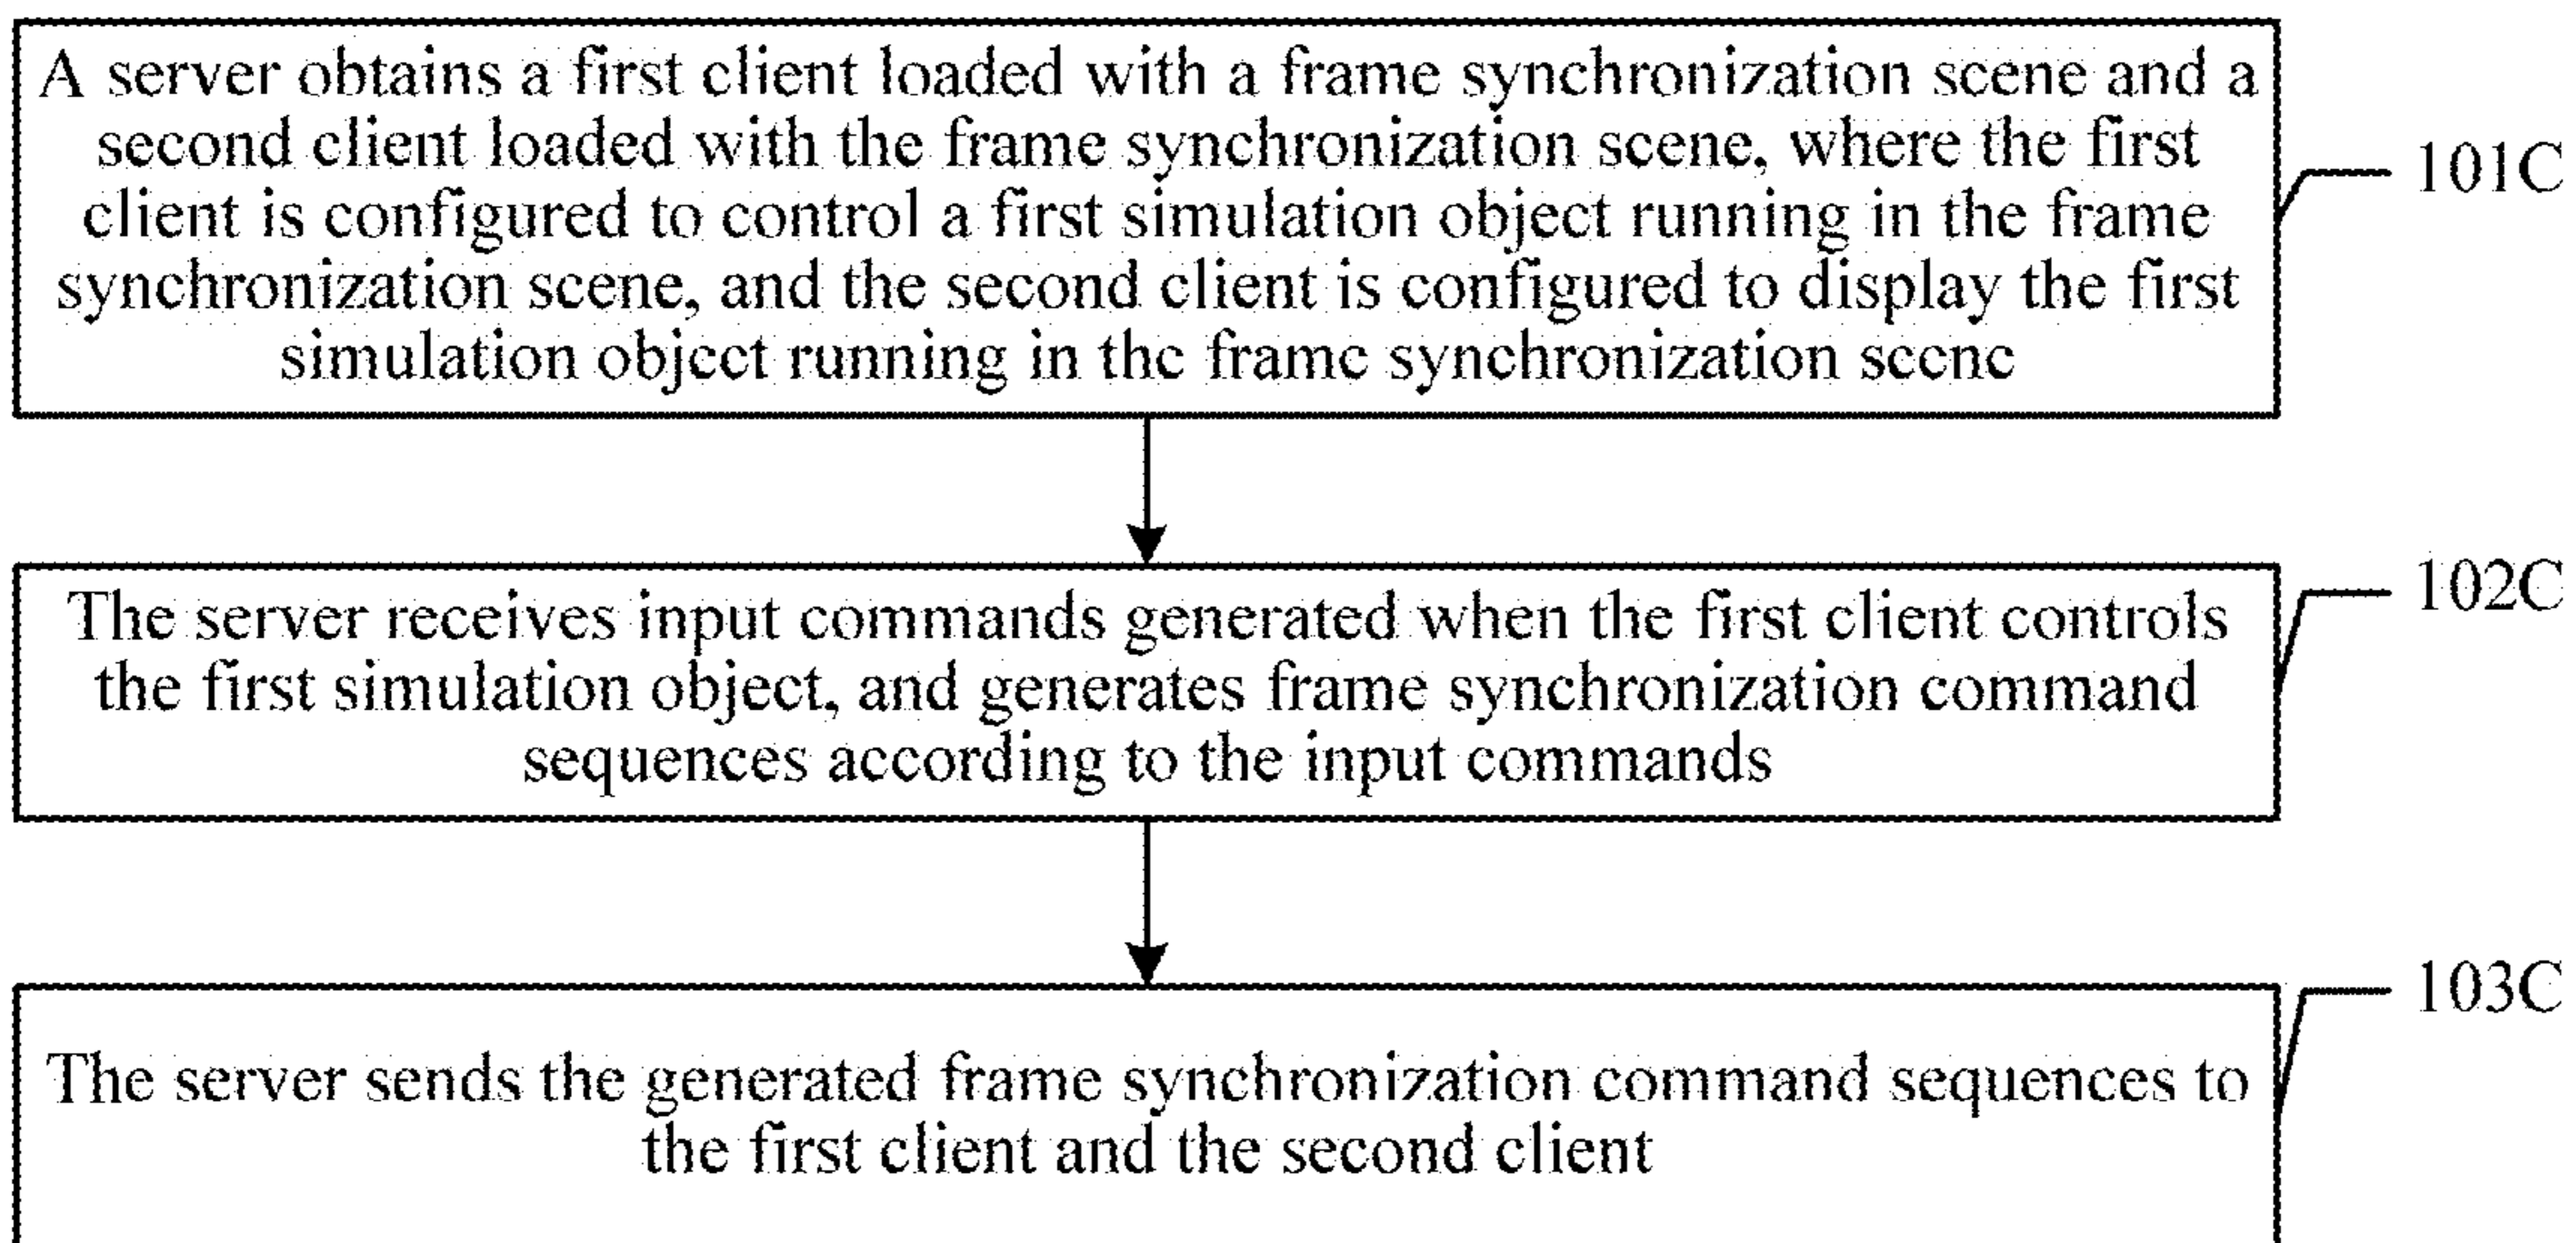 A server obtains a first client loaded with a frame synchronization scene and a
second client loaded with the frame synchronization scene, where the first
client is configured to control a first simulation object running in the frame
synchronization scene, and the second client is configured to display the first
simulation object running in the frame synchronization scene
101C
The server receives input commands generated when the first client controls
the first simulation object, and generates frame synchronization command
sequences according to the input commands
102C
The server sends the generated frame synchronization command sequences to
the first client and the second client
103C